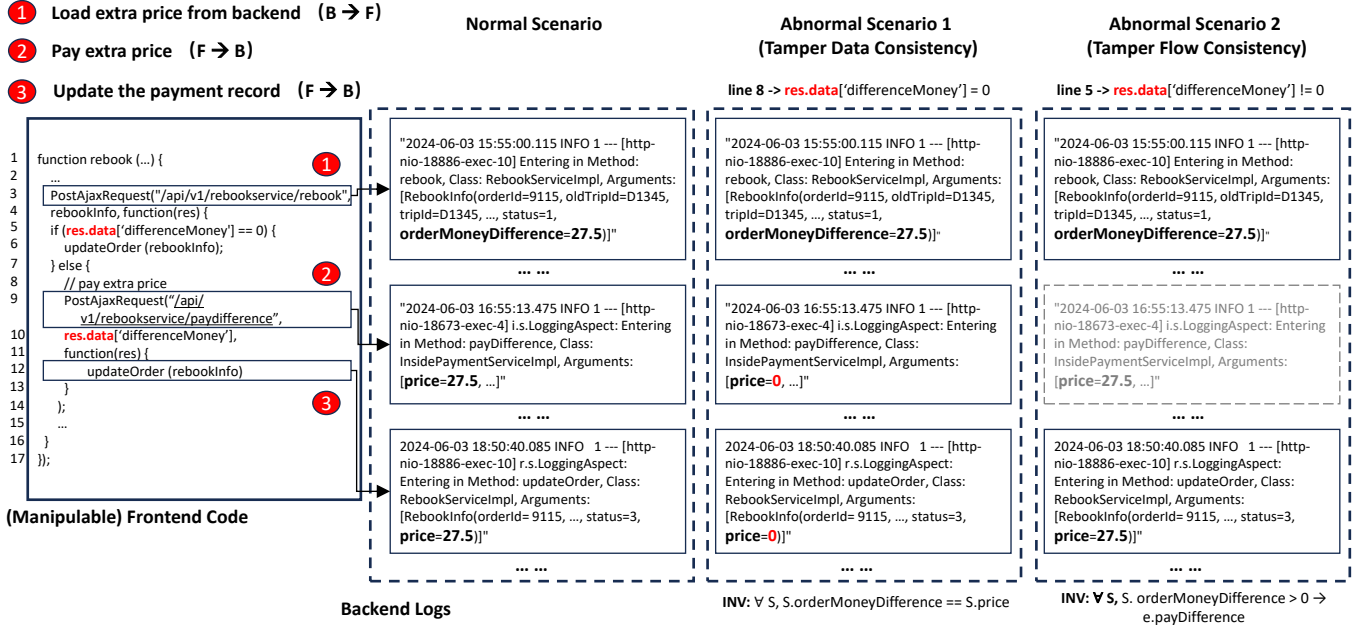 1 Load extra price from backend (B → F)
2 Pay extra price (F → B)
3 Update the payment record (F → B)
Normal Scenario
Abnormal Scenario 1
(Tamper Data Consistency)
Abnormal Scenario 2
(Tamper Flow Consistency)
line 8 -> res.data['differenceMoney'] = 0
line 5 -> res.data['differenceMoney'] != 0
1 function rebook (…) {
2 …
3 PostAjaxRequest("/api/v1/rebookservice/rebook",
4 rebookInfo, function(res) {
5 if (res.data['differenceMoney'] == 0) {
6 updateOrder (rebookInfo);
7 } else {
8 // pay extra price
9 PostAjaxRequest("/api/
v1/rebookservice/paydifference",
10 res.data['differenceMoney'],
11 function(res) {
12 updateOrder (rebookInfo)
13 }
14 );
15 …
16 }
17 });
1
2
3
(Manipulable) Frontend Code
"2024-06-03 15:55:00.115 INFO 1 --- [http-
nio-18886-exec-10] Entering in Method:
rebook, Class: RebookServiceImpl, Arguments:
[RebookInfo(orderId=9115, oldTripId=D1345,
tripId=D1345, …, status=1,
orderMoneyDifference=27.5)]"
… …
"2024-06-03 16:55:13.475 INFO 1 --- [http-
nio-18673-exec-4] i.s.LoggingAspect: Entering
in Method: payDifference, Class:
InsidePaymentServiceImpl, Arguments:
[price=27.5, …]"
… …
2024-06-03 18:50:40.085 INFO 1 --- [http-
nio-18886-exec-10] r.s.LoggingAspect:
Entering in Method: updateOrder, Class:
RebookServiceImpl, Arguments:
[RebookInfo(orderId= 9115, …, status=3,
price=27.5)]"
… …
"2024-06-03 15:55:00.115 INFO 1 --- [http-
nio-18886-exec-10] Entering in Method:
rebook, Class: RebookServiceImpl, Arguments:
[RebookInfo(orderId=9115, oldTripId=D1345,
tripId=D1345, …, status=1,
orderMoneyDifference=27.5)]"
… …
"2024-06-03 16:55:13.475 INFO 1 --- [http-
nio-18673-exec-4] i.s.LoggingAspect: Entering
in Method: payDifference, Class:
InsidePaymentServiceImpl, Arguments:
[price=0, …]"
… …
2024-06-03 18:50:40.085 INFO 1 --- [http-
nio-18886-exec-10] r.s.LoggingAspect:
Entering in Method: updateOrder, Class:
RebookServiceImpl, Arguments:
[RebookInfo(orderId= 9115, …, status=3,
price=0)]"
… …
"2024-06-03 15:55:00.115 INFO 1 --- [http-
nio-18886-exec-10] Entering in Method:
rebook, Class: RebookServiceImpl, Arguments:
[RebookInfo(orderId=9115, oldTripId=D1345,
tripId=D1345, …, status=1,
orderMoneyDifference=27.5)]"
… …
"2024-06-03 16:55:13.475 INFO 1 --- [http-
nio-18673-exec-4] i.s.LoggingAspect: Entering
in Method: payDifference, Class:
InsidePaymentServiceImpl, Arguments:
[price=27.5, …]"
… …
2024-06-03 18:50:40.085 INFO 1 --- [http-
nio-18886-exec-10] r.s.LoggingAspect:
Entering in Method: updateOrder, Class:
RebookServiceImpl, Arguments:
[RebookInfo(orderId= 9115, …, status=3,
price=27.5)]"
… …
Backend Logs
INV: ∀ S, S.orderMoneyDifference == S.price
INV: ∀ S, S. orderMoneyDifference > 0 →
e.payDifference